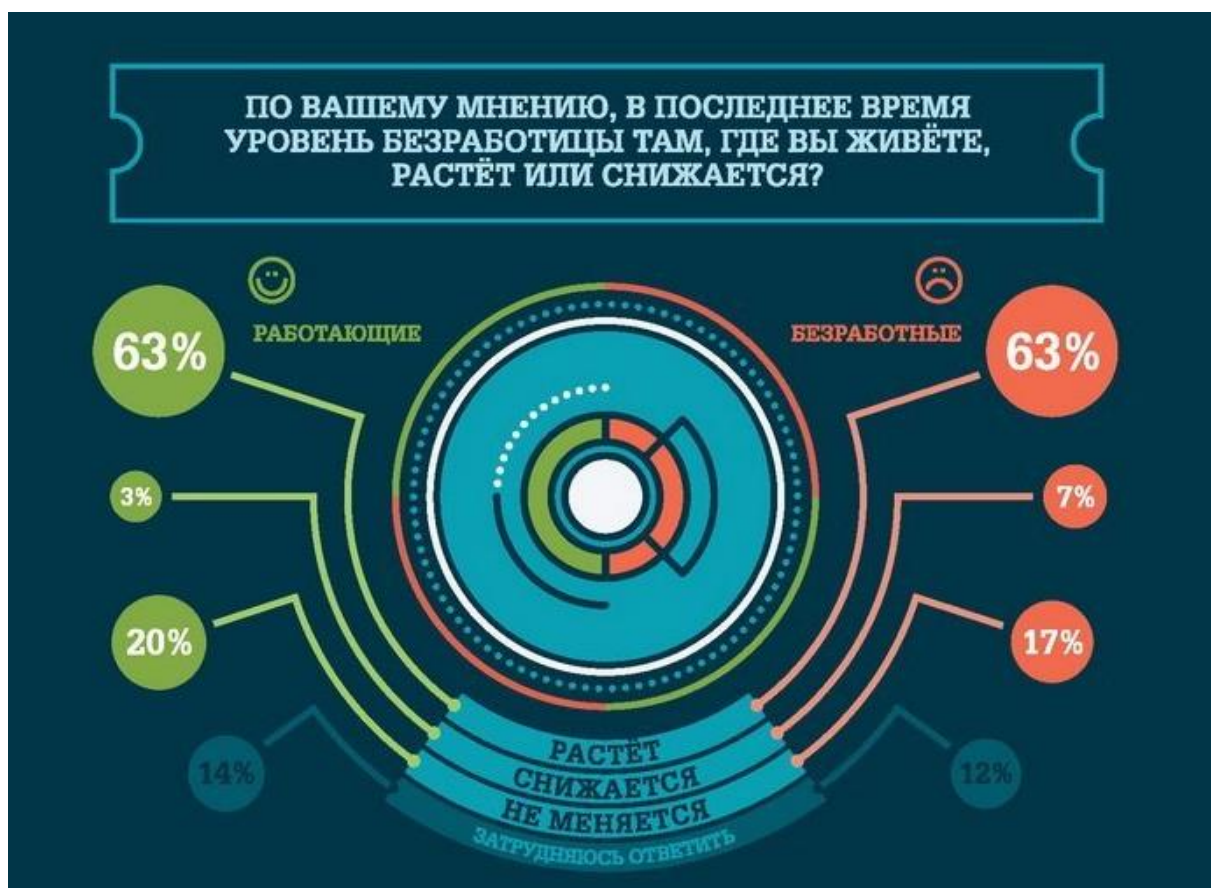 ПО ВАШЕМУ МНЕНИЮ, В ПОСЛЕДНЕЕ ВРЕМЯ
УРОВЕНЬ БЕЗРАБОТИЦЫ ТАМ, ГДЕ ВЫ ЖИВЁТЕ,
РАСТЁТ ИЛИ СНИЖАЕТСЯ?
РАБОТАЮЩИЕ
БЕЗРАБОТНЫЕ
63%
63%
3%
7%
20%
17%
14%
12%
РАСТЁТ
СНИЖАЕТСЯ
НЕ МЕНЯЕТСЯ
ЗАТРУДНЯЮСЬ ОТВЕТИТЬ